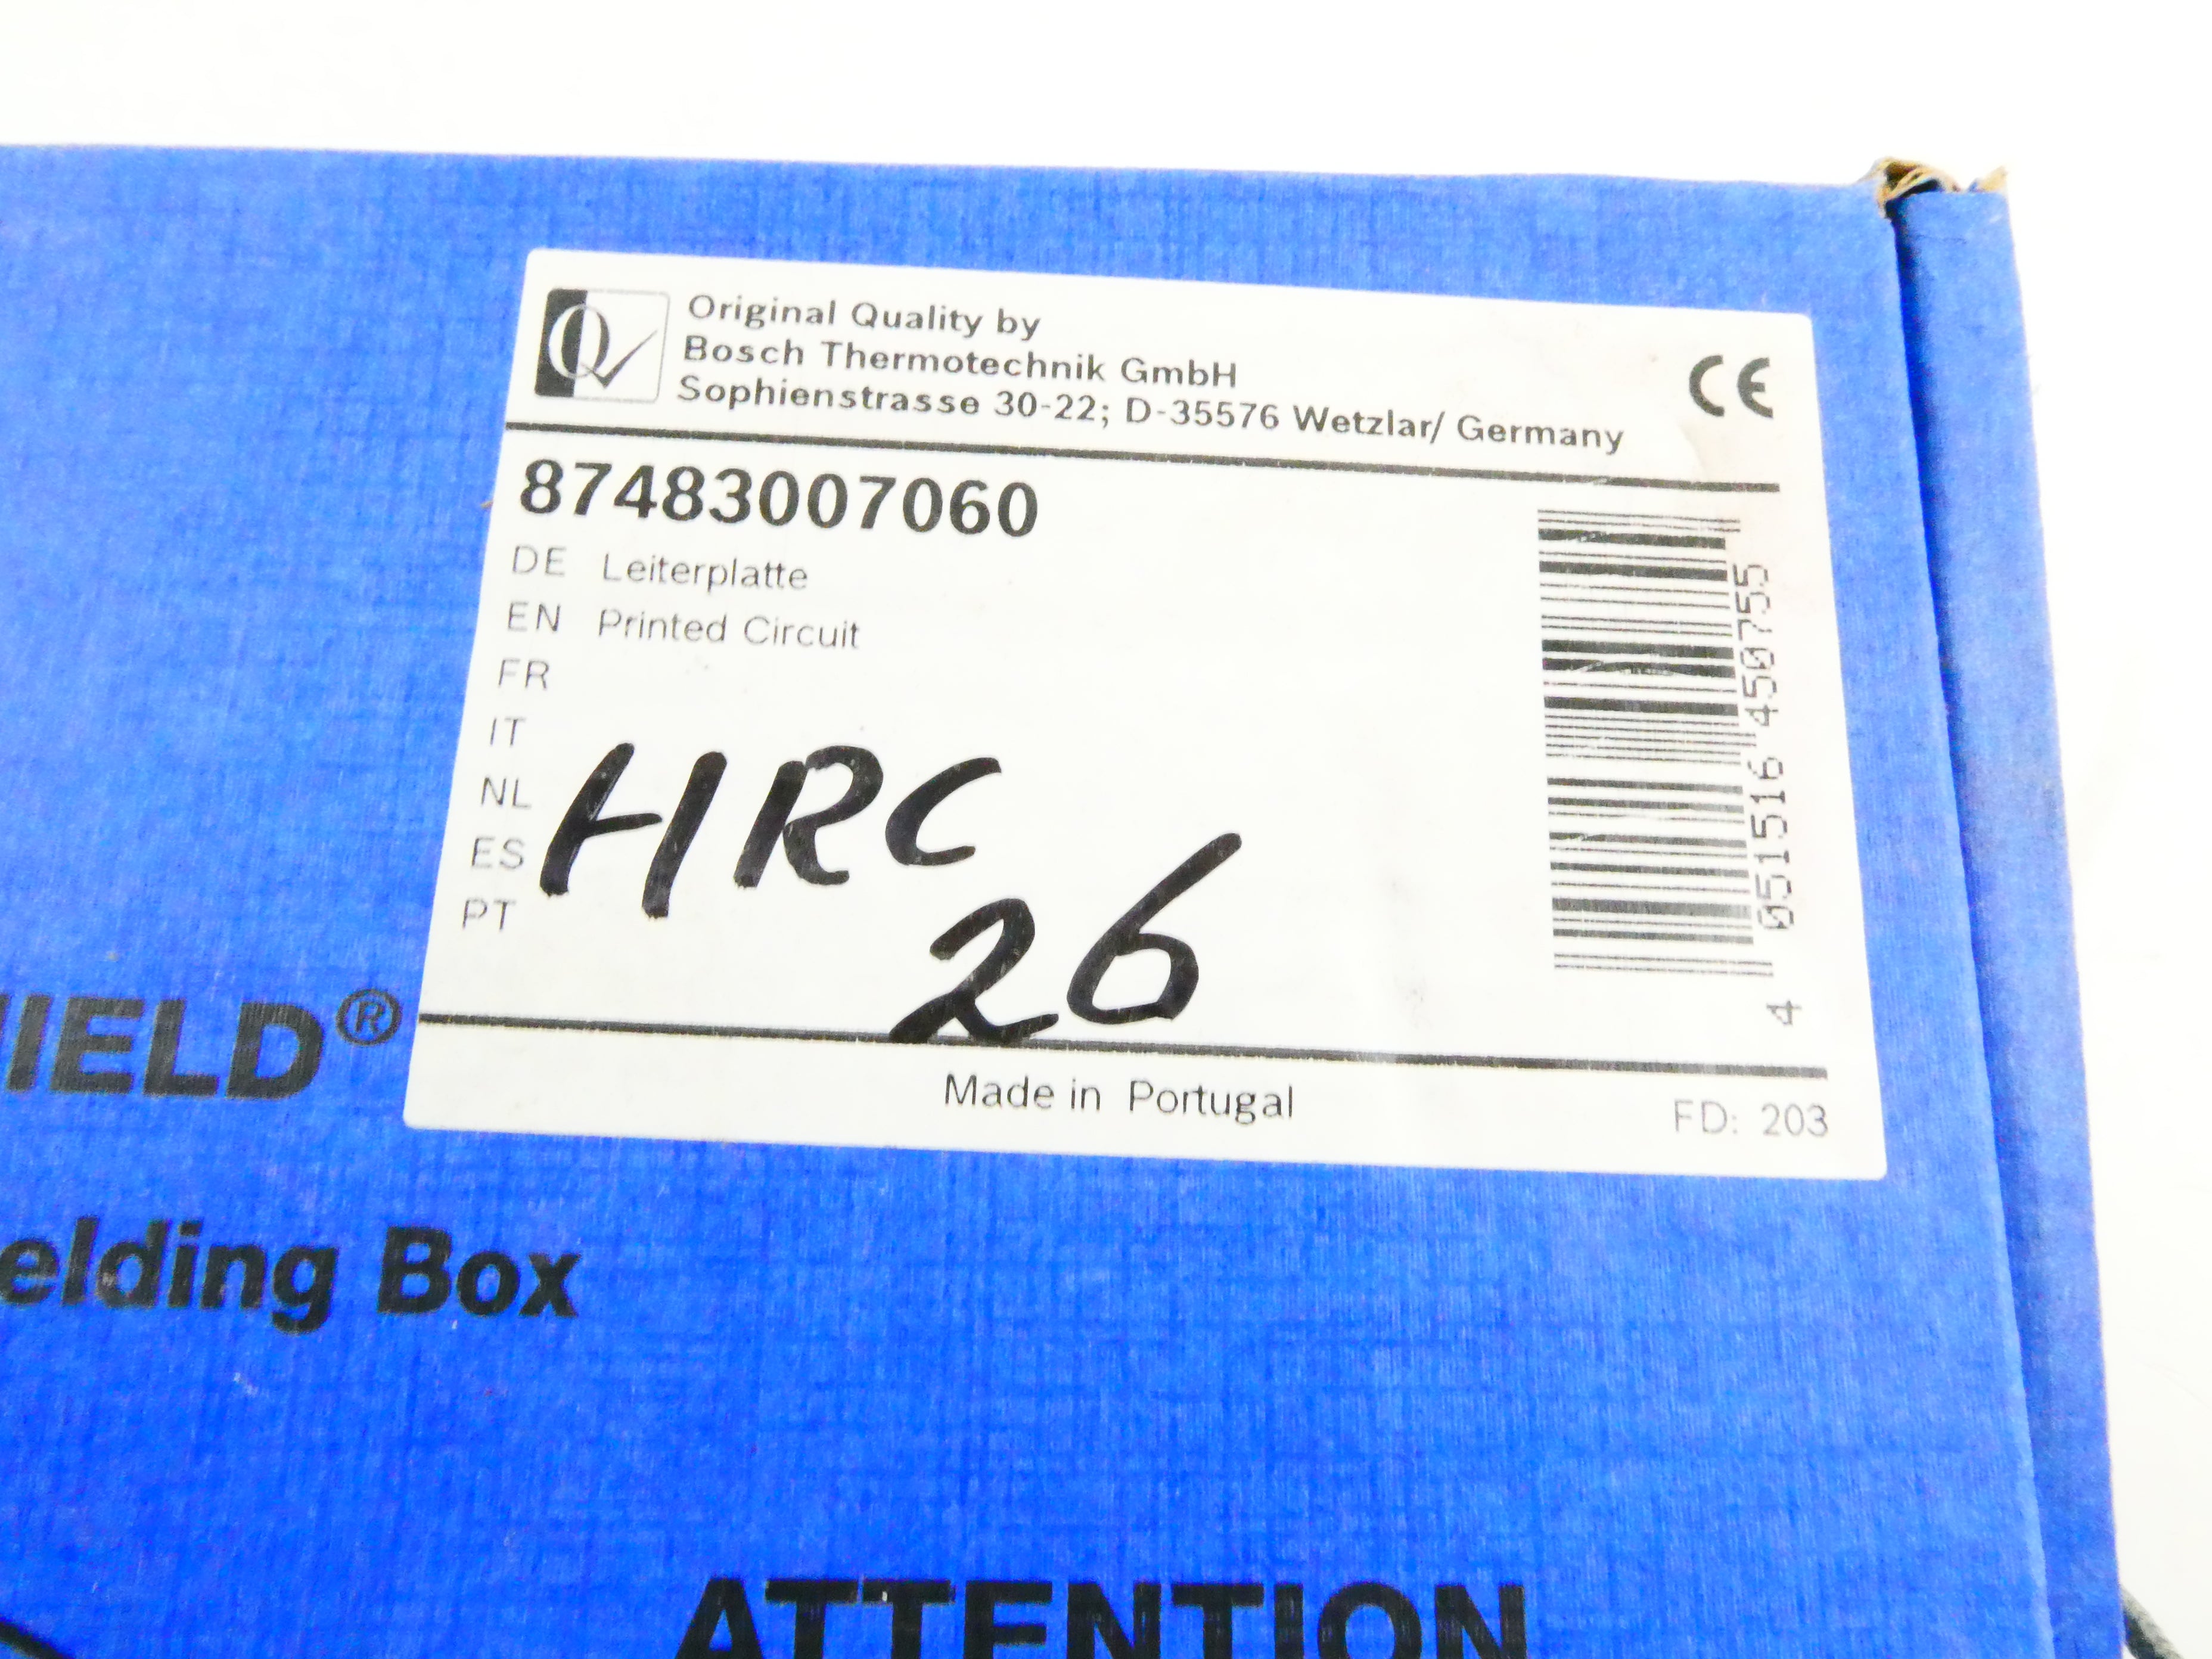 Original Quality by
Bosch Thermotechnik GmbH
Sophienstrasse 30-22; D-35576 Wetzlar/ Germany
CE
87483007060
DE Leiterplatte
EN Printed Circuit
FR
IT
NL
ES
PT
HRC
26
4 051516 450755
Made in Portugal
FD: 203
IELD®
elding Box
ATTENTION